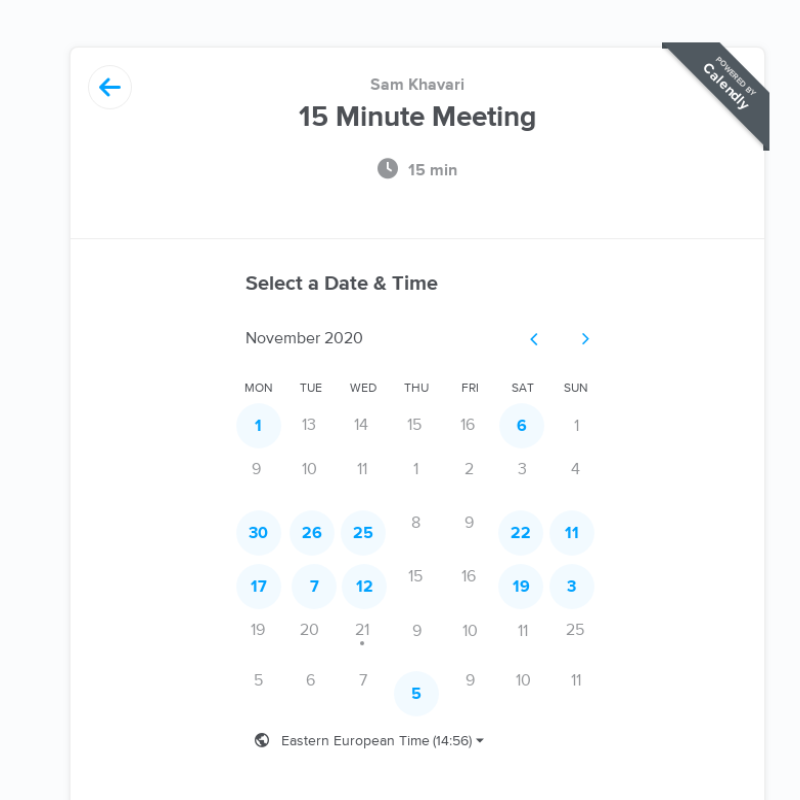 POWERED BY
Calendly
Sam Khavari
15 Minute Meeting
15 min
Select a Date & Time
November 2020
MON TUE WED THU FRI SAT SUN
1 13 14 15 16 6 1
9 10 11 1 2 3 4
30 26 25 8 9 22 11
17 7 12 15 16 19 3
19 20 21 9 10 11 25
5 6 7 5 9 10 11
Eastern European Time (14:56)